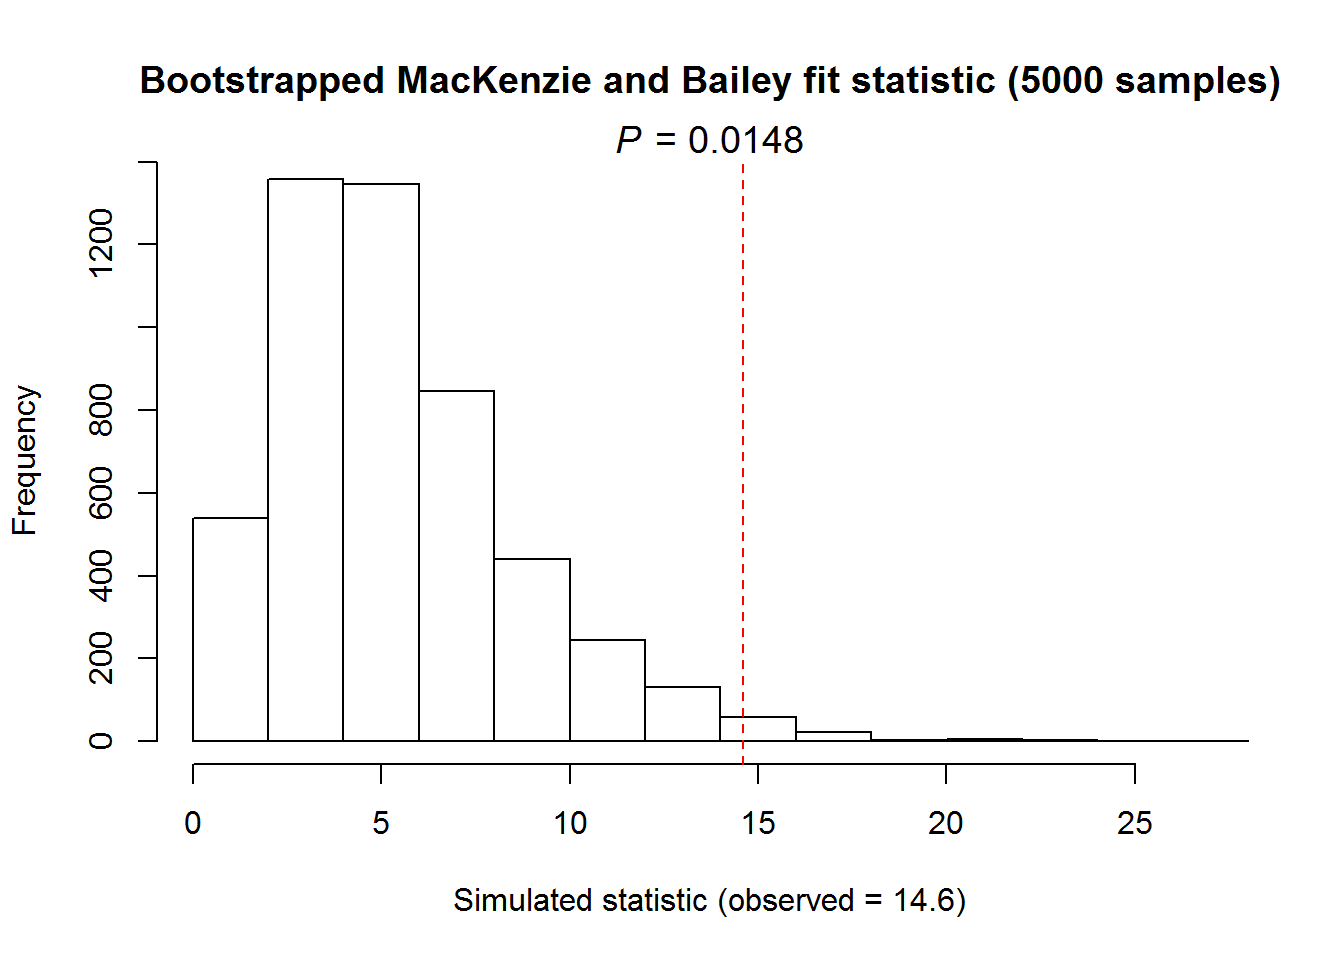 Bootstrapped MacKenzie and Bailey fit statistic (5000 samples)
P = 0.0148
Frequency
1200
800
600
400
200
0
0 5 10 15 20 25
Simulated statistic (observed = 14.6)